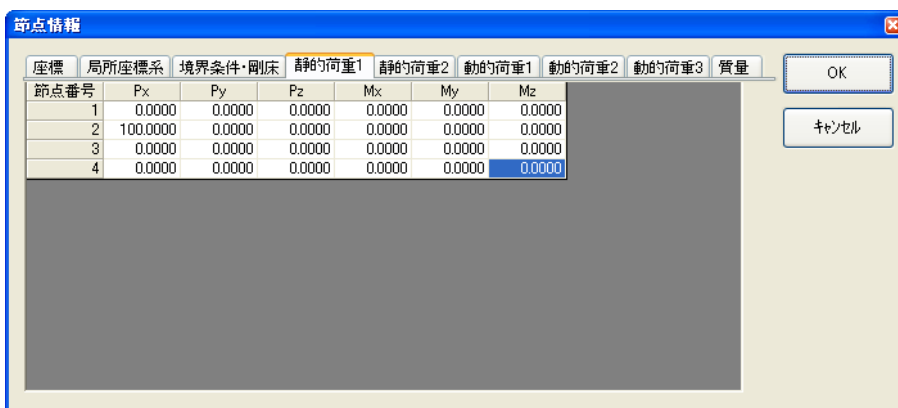 節点情報
座標 局所座標系 境界条件・剛床 静的荷重1 静的荷重2 動的荷重1 動的荷重2 動的荷重3 質量
節点番号 Px Py Pz Mx My Mz
1 0.0000 0.0000 0.0000 0.0000 0.0000 0.0000
2 100.0000 0.0000 0.0000 0.0000 0.0000 0.0000
3 0.0000 0.0000 0.0000 0.0000 0.0000 0.0000
4 0.0000 0.0000 0.0000 0.0000 0.0000 0.0000
OK
キャンセル